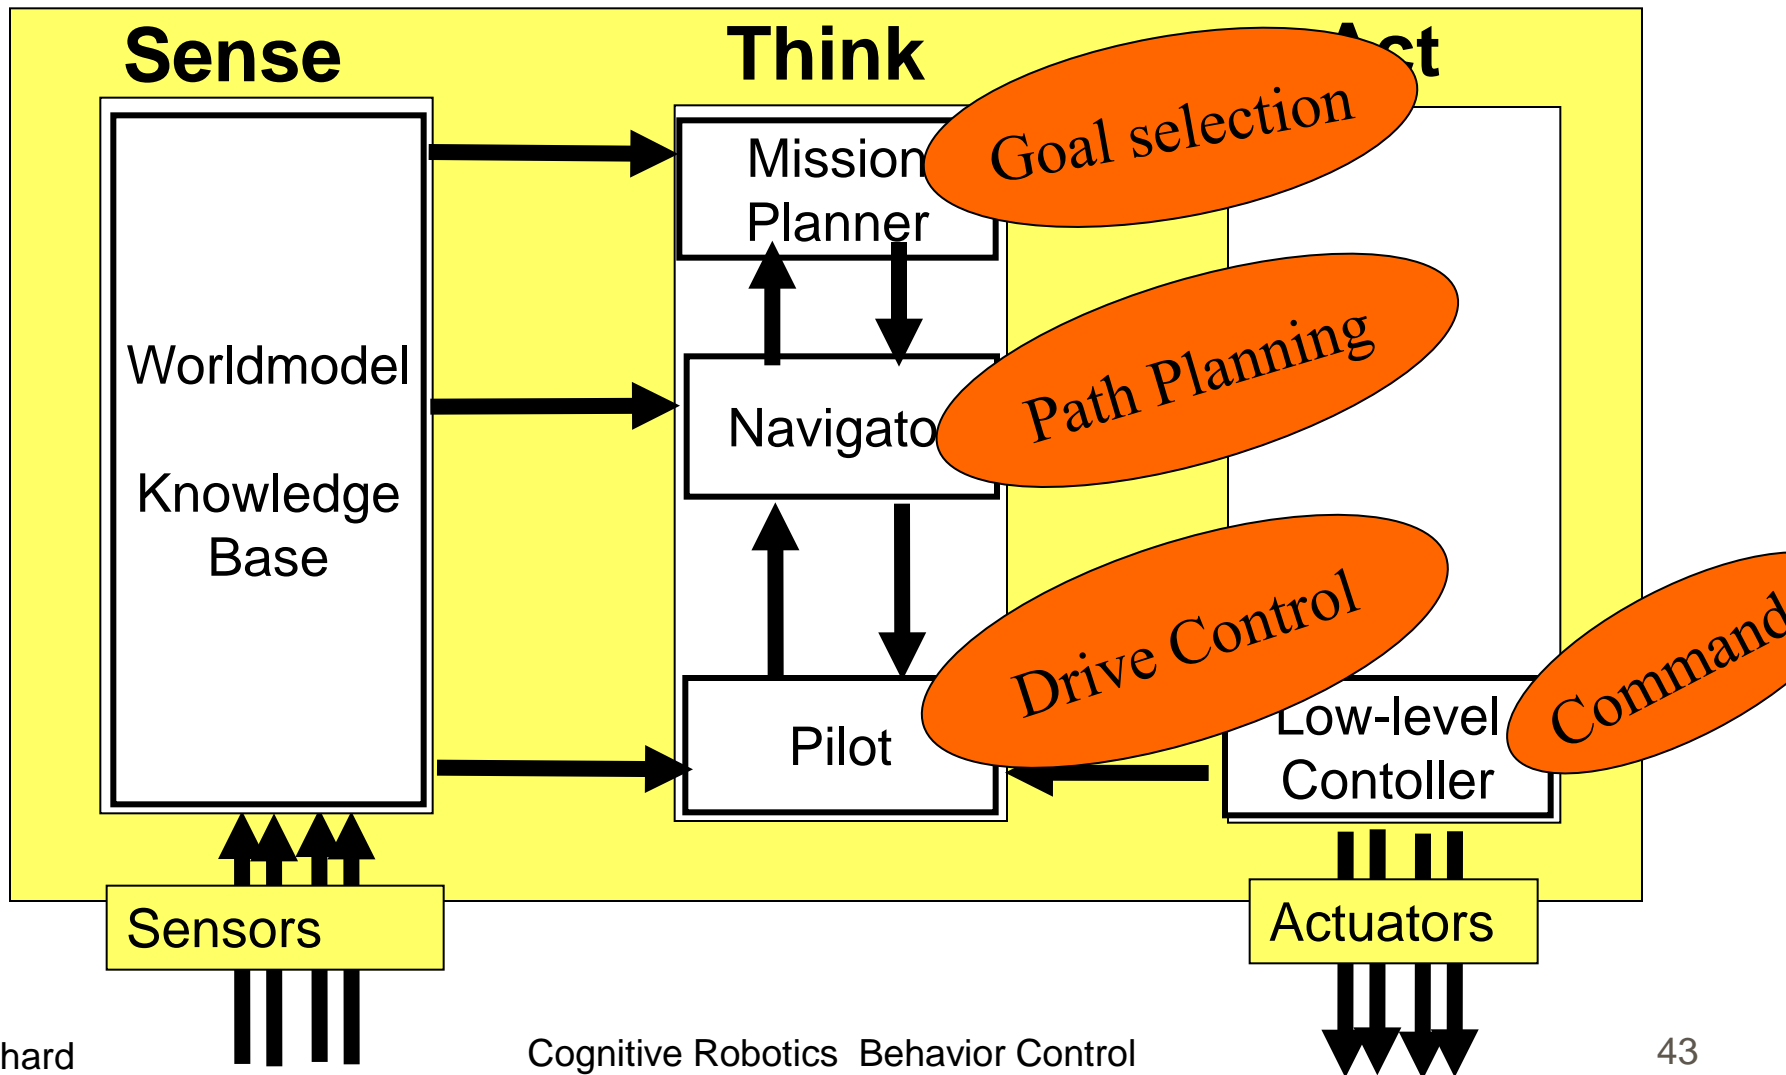 Sense
Think
Act
Mission
Planner
Goal selection
Worldmodel
Knowledge
Base
Navigato
Path Planning
Pilot
Drive Control
Low-level
Contoller
Command
Sensors
Actuators
hard
Cognitive Robotics Behavior Control
43